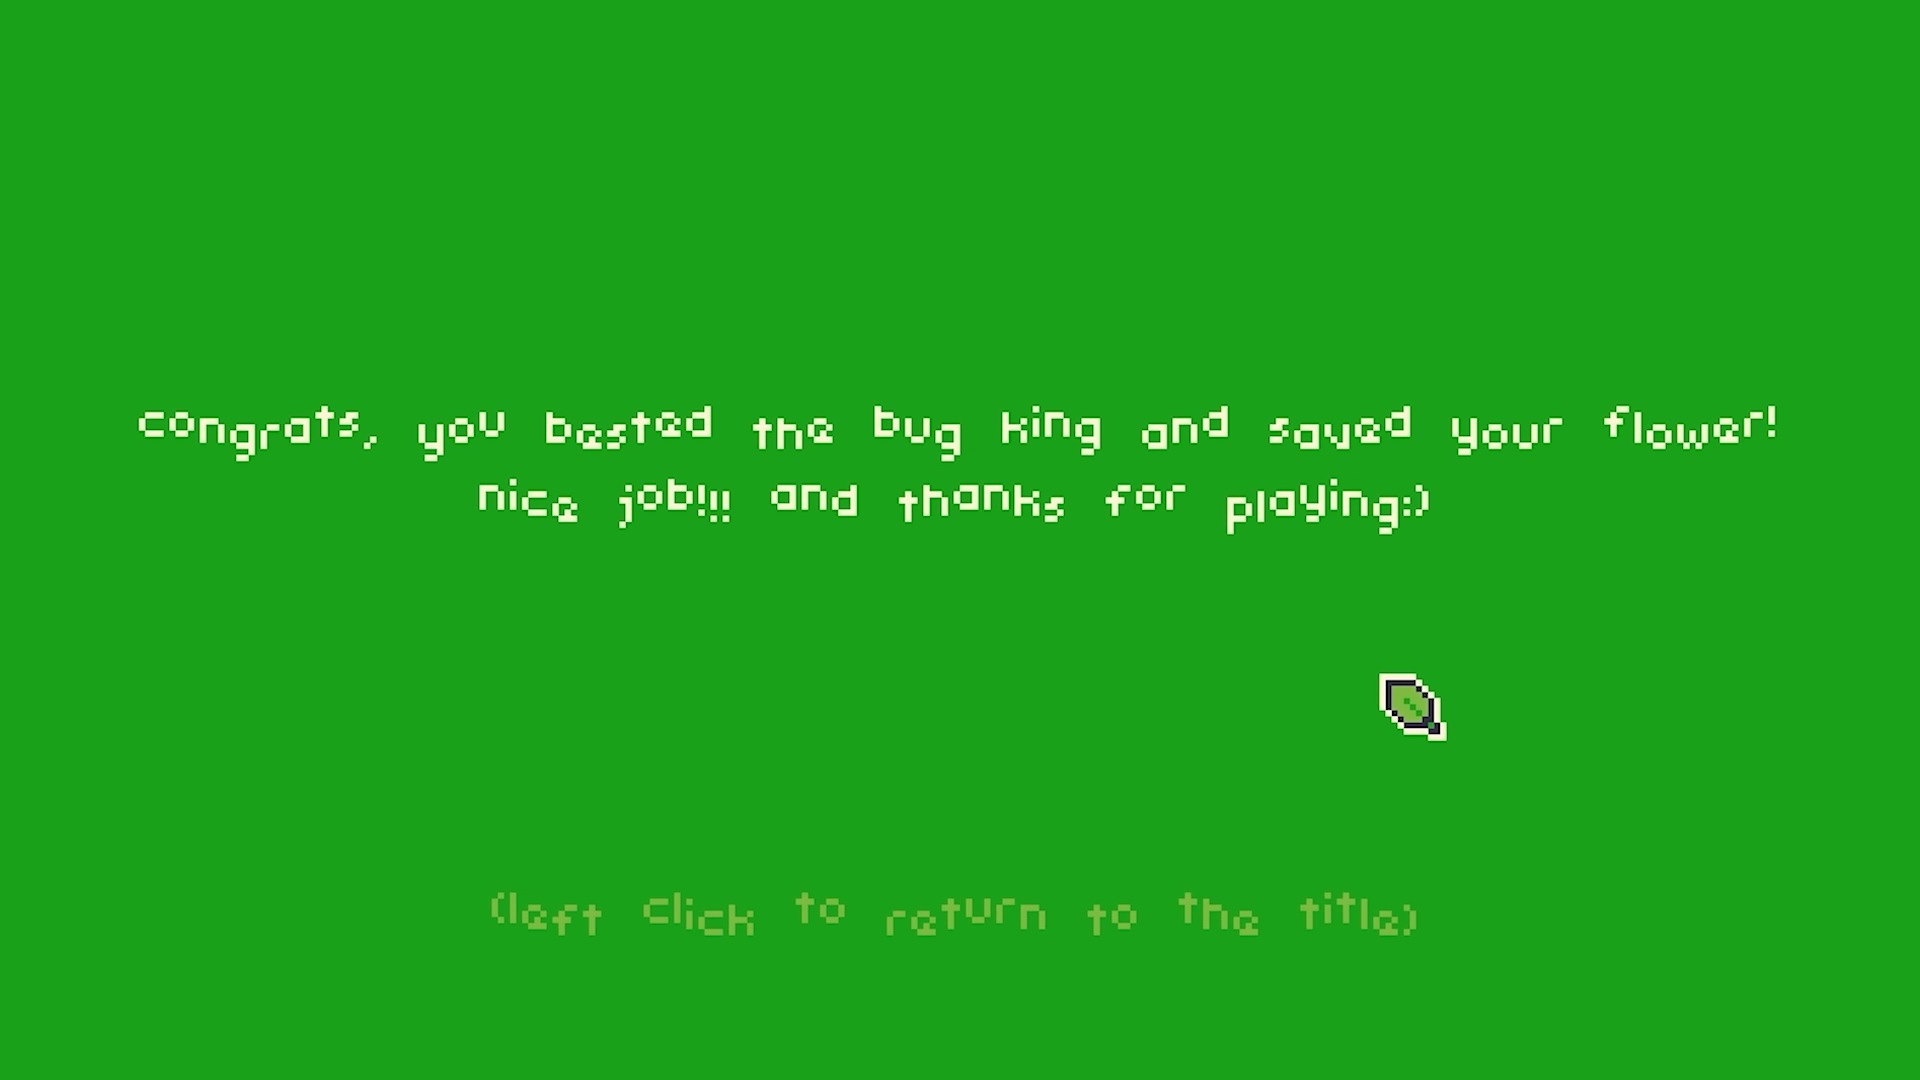 congrats, you bested the bug king and saved your flower!
nice job!!! and thanks for playing:)
(left click to return to the title)